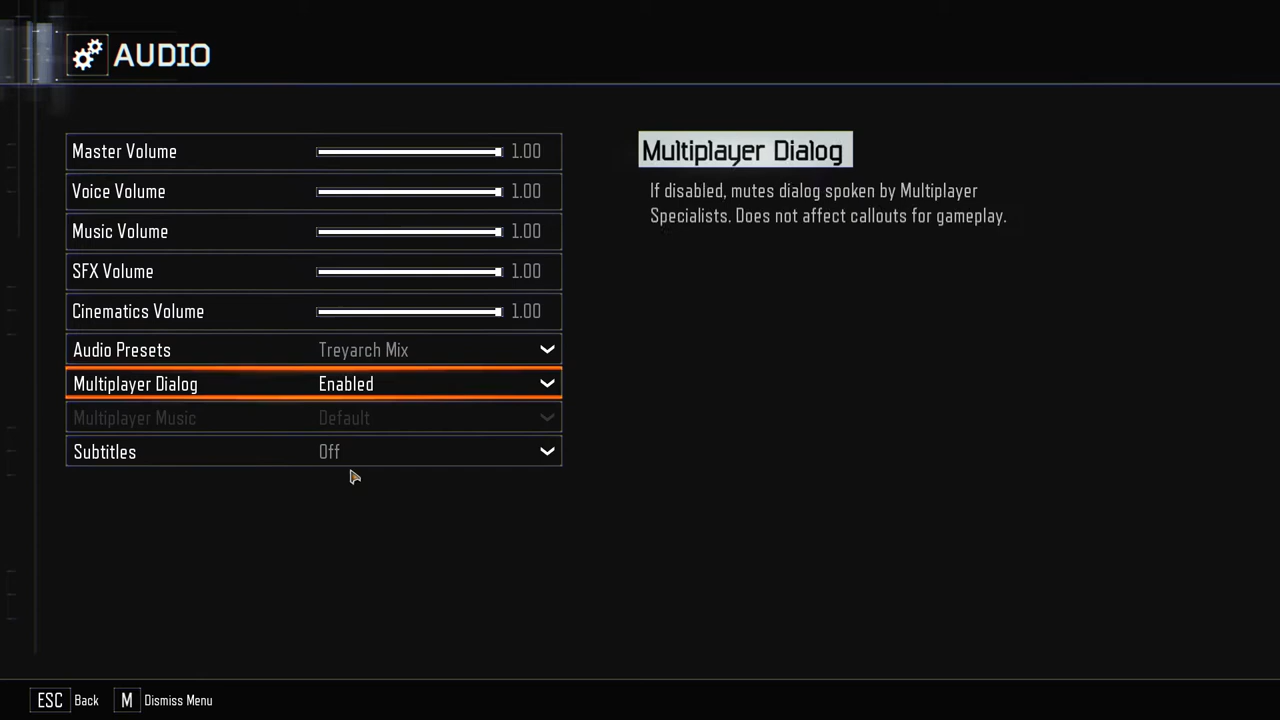 AUDIO
Master Volume 1.00
Voice Volume 1.00
Music Volume 1.00
SFX Volume 1.00
Cinematics Volume 1.00
Audio Presets Treyarch Mix
Multiplayer Dialog Enabled
Multiplayer Music Default
Subtitles Off
Multiplayer Dialog
If disabled, mutes dialog spoken by Multiplayer
Specialists. Does not affect callouts for gameplay.
ESC Back M Dismiss Menu